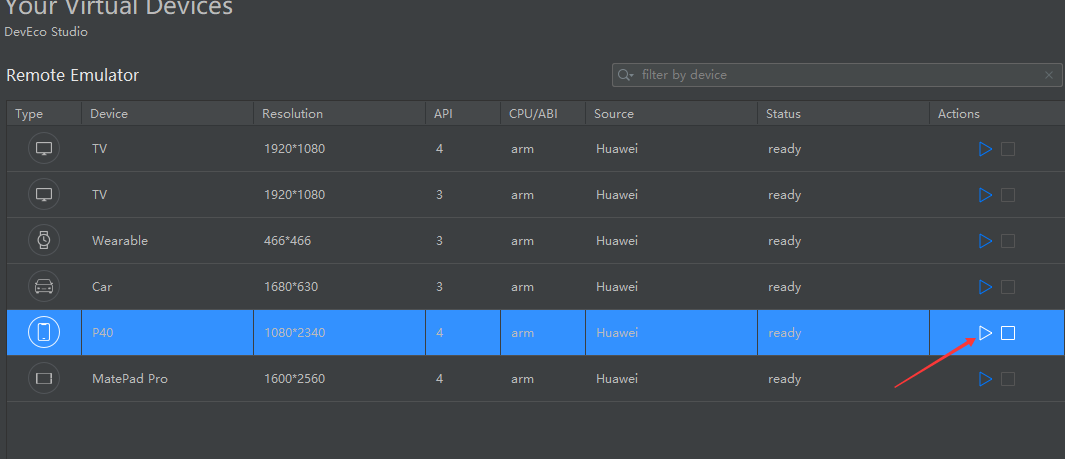 Your Virtual Devices
DevEco Studio
Remote Emulator
filter by device
Type Device Resolution API CPU/ABI Source Status Actions
TV 1920*1080 4 arm Huawei ready
TV 1920*1080 3 arm Huawei ready
Wearable 466*466 3 arm Huawei ready
Car 1680*630 3 arm Huawei ready
P40 1080*2340 4 arm Huawei ready
MatePad Pro 1600*2560 4 arm Huawei ready